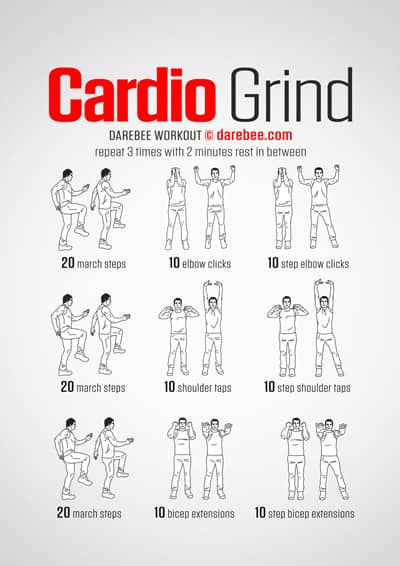 Cardio Grind
DAREBEE WORKOUT © darebee.com
repeat 3 times with 2 minutes rest in between
20 march steps
10 elbow clicks
10 step elbow clicks
20 march steps
10 shoulder taps
10 step shoulder taps
20 march steps
10 bicep extensions
10 step bicep extensions